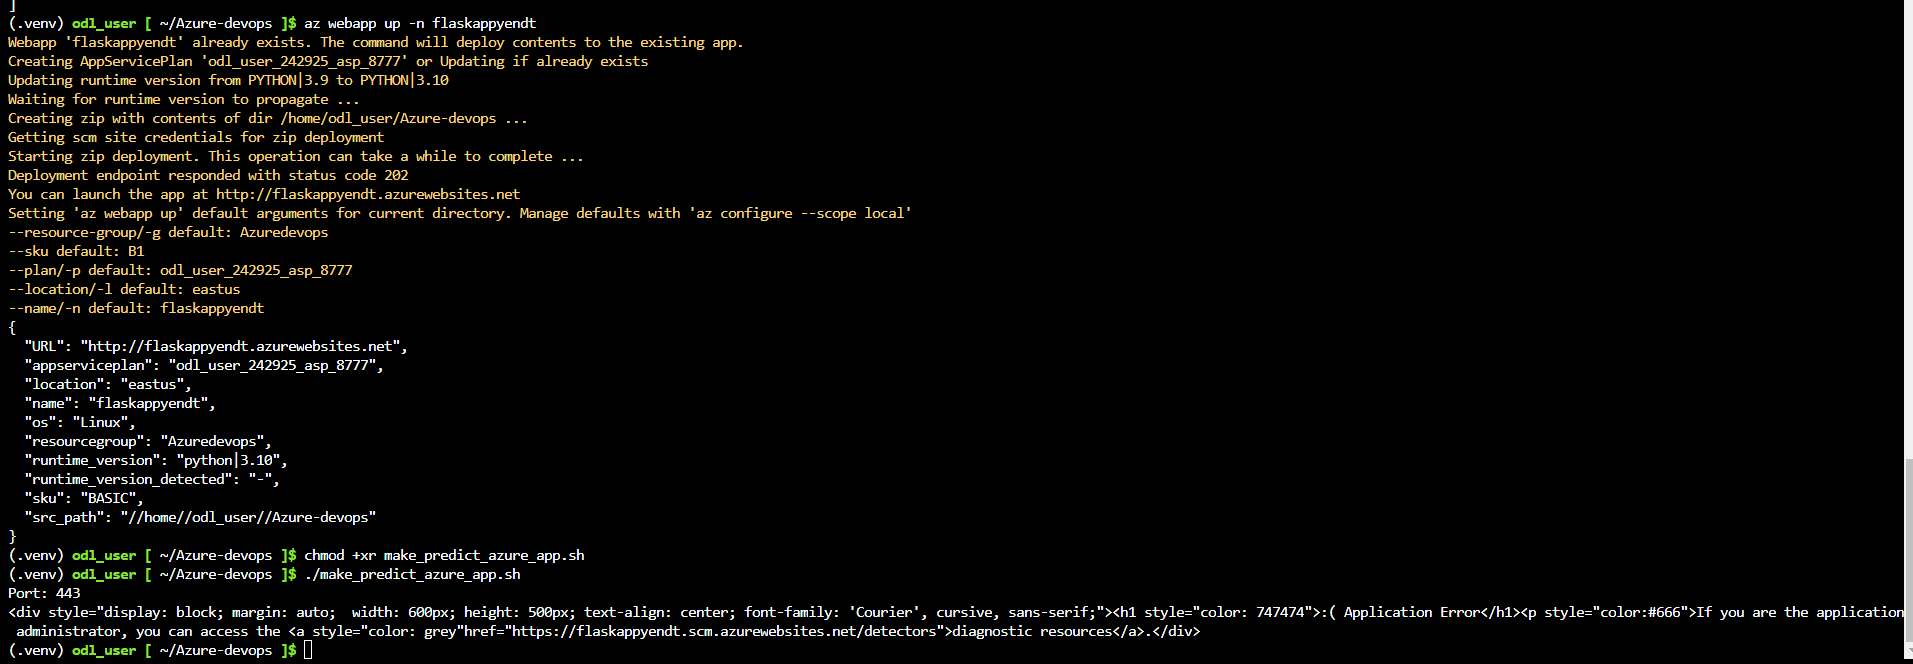 ]
(.venv) odl_user [ ~/Azure-devops ]$ az webapp up -n flaskappyendt
Webapp 'flaskappyendt' already exists. The command will deploy contents to the existing app.
Creating AppServicePlan 'odl_user_242925_asp_8777' or Updating if already exists
Updating runtime version from PYTHON|3.9 to PYTHON|3.10
Waiting for runtime version to propagate ...
Creating zip with contents of dir /home/odl_user/Azure-devops ...
Getting scm site credentials for zip deployment
Starting zip deployment. This operation can take a while to complete ...
Deployment endpoint responded with status code 202
You can launch the app at http://flaskappyendt.azurewebsites.net
Setting 'az webapp up' default arguments for current directory. Manage defaults with 'az configure --scope local'
--resource-group/-g default: Azuredevops
--sku default: B1
--plan/-p default: odl_user_242925_asp_8777
--location/-l default: eastus
--name/-n default: flaskappyendt
{
  "URL": "http://flaskappyendt.azurewebsites.net",
  "appserviceplan": "odl_user_242925_asp_8777",
  "location": "eastus",
  "name": "flaskappyendt",
  "os": "Linux",
  "resourcegroup": "Azuredevops",
  "runtime_version": "python|3.10",
  "runtime_version_detected": "-",
  "sku": "BASIC",
  "src_path": "//home//odl_user//Azure-devops"
}
(.venv) odl_user [ ~/Azure-devops ]$ chmod +xr make_predict_azure_app.sh
(.venv) odl_user [ ~/Azure-devops ]$ ./make_predict_azure_app.sh
Port: 443
<div style="display: block; margin: auto;  width: 600px; height: 500px; text-align: center; font-family: 'Courier', cursive, sans-serif;"><h1 style="color: 747474">:( Application Error</h1><p style="color:#666">If you are the application
 administrator, you can access the <a style="color: grey"href="https://flaskappyendt.scm.azurewebsites.net/detectors">diagnostic resources</a>.</div>
(.venv) odl_user [ ~/Azure-devops ]$